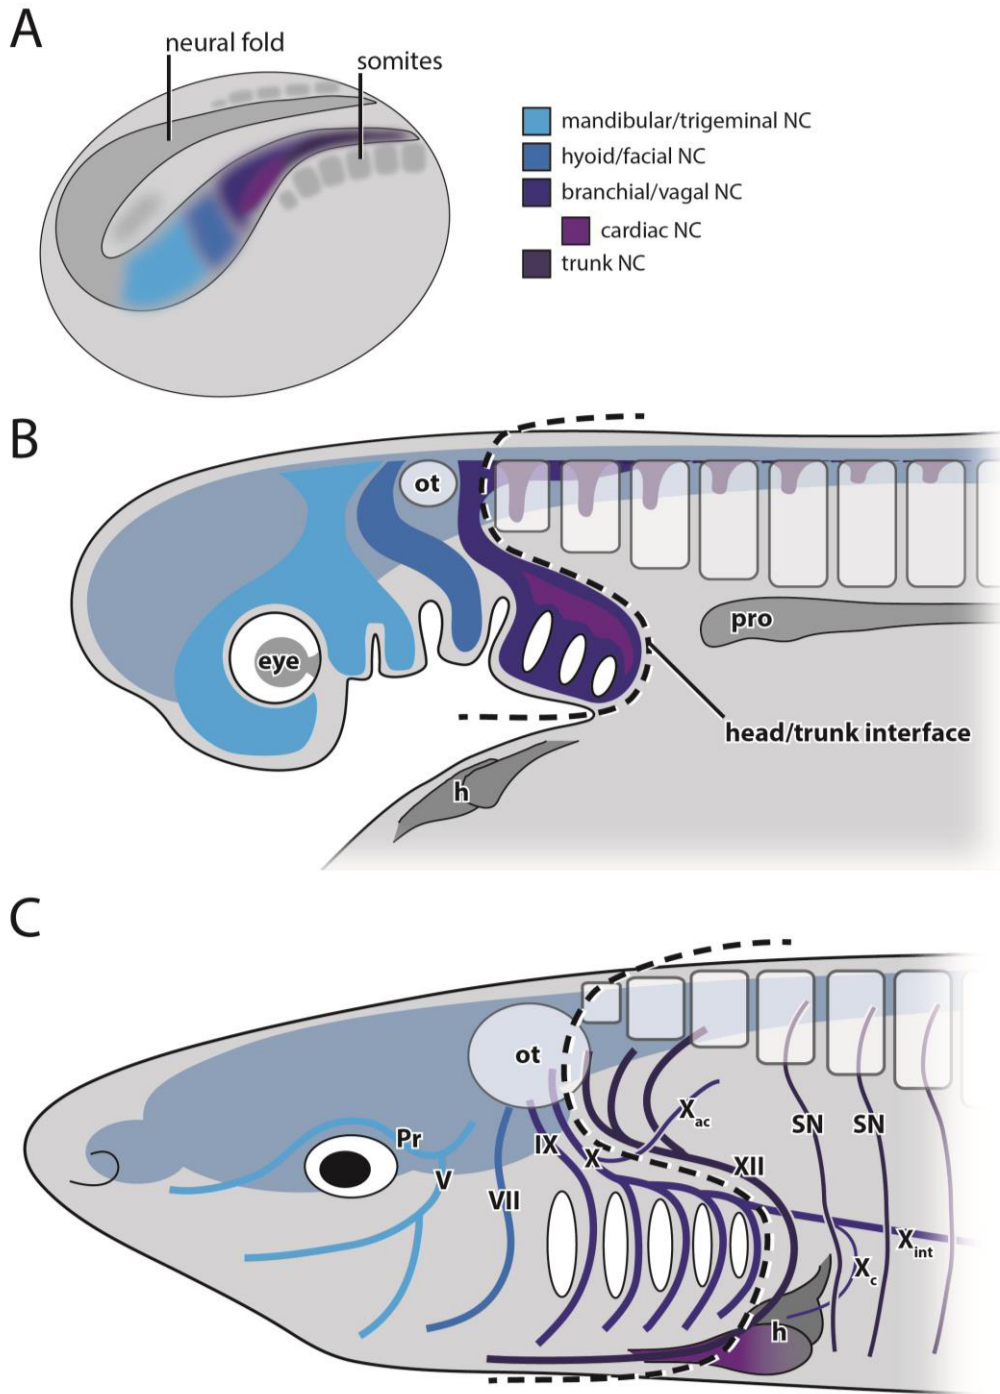 A
neural fold
somites
mandibular/trigeminal NC
hyoid/facial NC
branchial/vagal NC
cardiac NC
trunk NC
B
ot
eye
pro
head/trunk interface
h
C
ot
Pr
V
VII
IX
X
Xac
XII
SN
SN
Xint
Xc
h